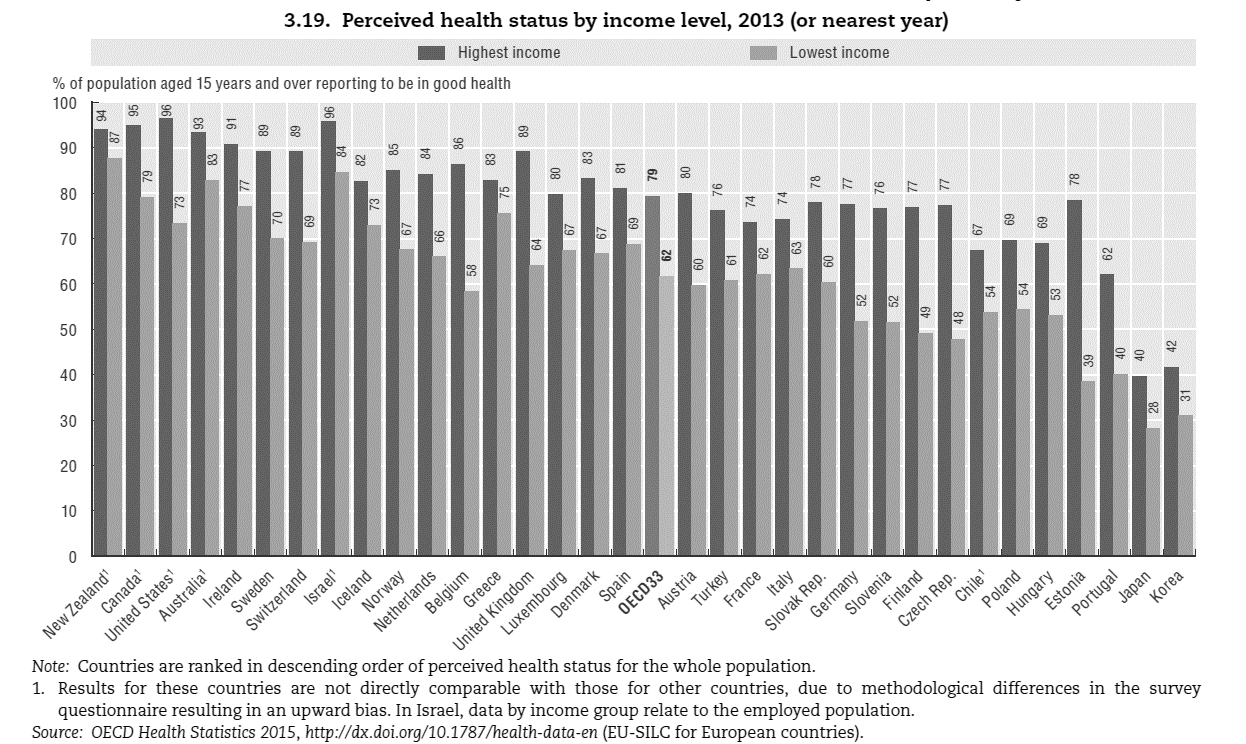 3.19. Perceived health status by income level, 2013 (or nearest year)
Highest income
Lowest income
% of population aged 15 years and over reporting to be in good health
100
90
80
70
60
50
40
30
20
10
0
94 87 95 79 96 73 93 83 91 77 89 70 89 69 96 84 82 73 85 67 84 66 86 58 83 75 89 64 80 67 83 67 81 69 79 62 80 60 76 61 74 62 74 63 78 60 77 52 76 52 77 49 77 48 67 54 69 54 69 53 78 39 62 40 40 28 42 31
New Zealand¹
Canada¹
United States¹
Australia¹
Ireland
Sweden
Switzerland
Israel¹
Iceland
Norway
Netherlands
Belgium
Greece
United Kingdom
Luxembourg
Denmark
Spain
OECD33
Austria
Turkey
France
Italy
Slovak Rep.
Germany
Slovenia
Finland
Czech Rep.
Chile¹
Poland
Hungary
Estonia
Portugal
Japan
Korea
Note: Countries are ranked in descending order of perceived health status for the whole population.
1. Results for these countries are not directly comparable with those for other countries, due to methodological differences in the survey
questionnaire resulting in an upward bias. In Israel, data by income group relate to the employed population.
Source: OECD Health Statistics 2015, http://dx.doi.org/10.1787/health-data-en (EU-SILC for European countries).